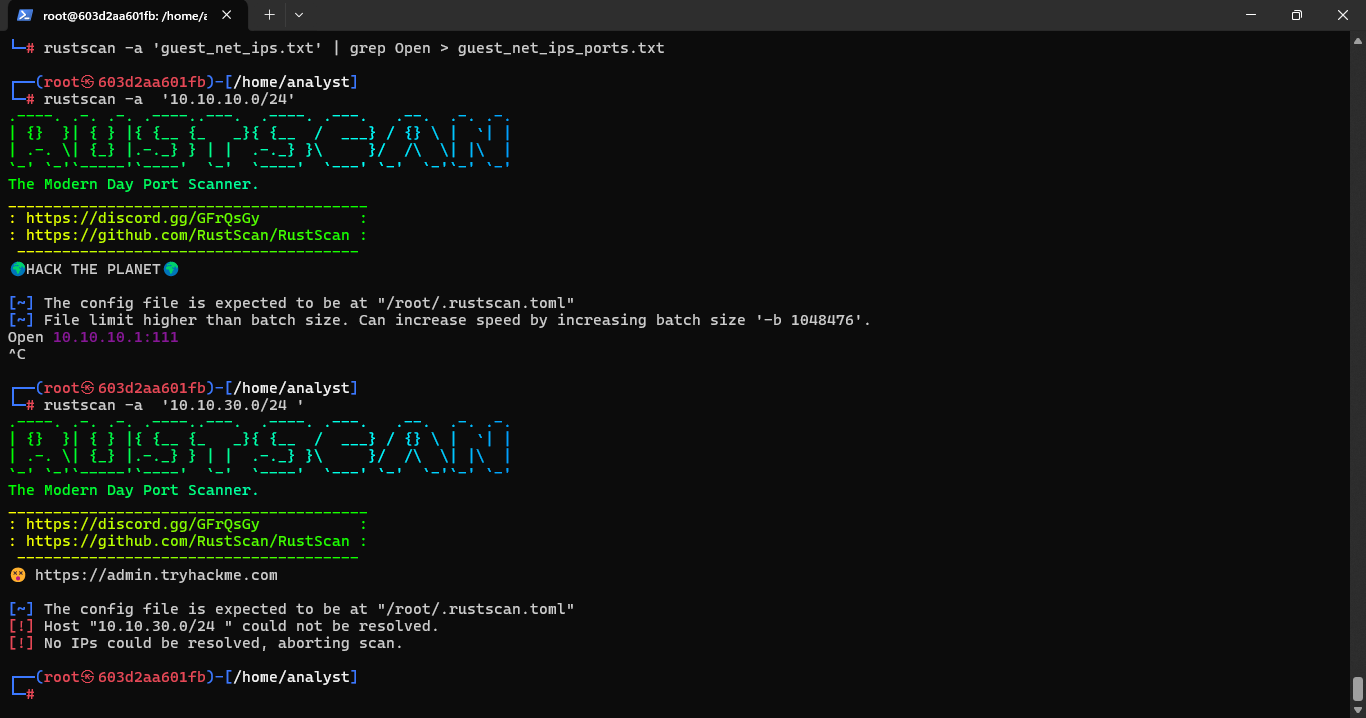 root@603d2aa601fb: /home/a
└─# rustscan -a 'guest_net_ips.txt' | grep Open > guest_net_ips_ports.txt
┌──(root㉿603d2aa601fb)-[/home/analyst]
└─# rustscan -a  '10.10.10.0/24'
.----. .-. .-. .----..---.  .----. .---.   .--.  .-. .-.
| {}  }| { } |{ {__ {_   _}{ {__  /  ___} / {} \ |  `| |
| .-. \| {_} |.-._} } | |  .-._} }\     }/  /\  \| |\  |
`-' `-'`-----'`----'  `-'  `----'  `---' `-'  `-'`-' `-'
The Modern Day Port Scanner.
________________________________________
: https://discord.gg/GFrQsGy           :
: https://github.com/RustScan/RustScan :
 --------------------------------------
🌍HACK THE PLANET🌍
[~] The config file is expected to be at "/root/.rustscan.toml"
[~] File limit higher than batch size. Can increase speed by increasing batch size '-b 1048476'.
Open 10.10.10.1:111
^C
┌──(root㉿603d2aa601fb)-[/home/analyst]
└─# rustscan -a  '10.10.30.0/24 '
.----. .-. .-. .----..---.  .----. .---.   .--.  .-. .-.
| {}  }| { } |{ {__ {_   _}{ {__  /  ___} / {} \ |  `| |
| .-. \| {_} |.-._} } | |  .-._} }\     }/  /\  \| |\  |
`-' `-'`-----'`----'  `-'  `----'  `---' `-'  `-'`-' `-'
The Modern Day Port Scanner.
________________________________________
: https://discord.gg/GFrQsGy           :
: https://github.com/RustScan/RustScan :
 --------------------------------------
😵 https://admin.tryhackme.com
[~] The config file is expected to be at "/root/.rustscan.toml"
[!] Host "10.10.30.0/24 " could not be resolved.
[!] No IPs could be resolved, aborting scan.
┌──(root㉿603d2aa601fb)-[/home/analyst]
└─#